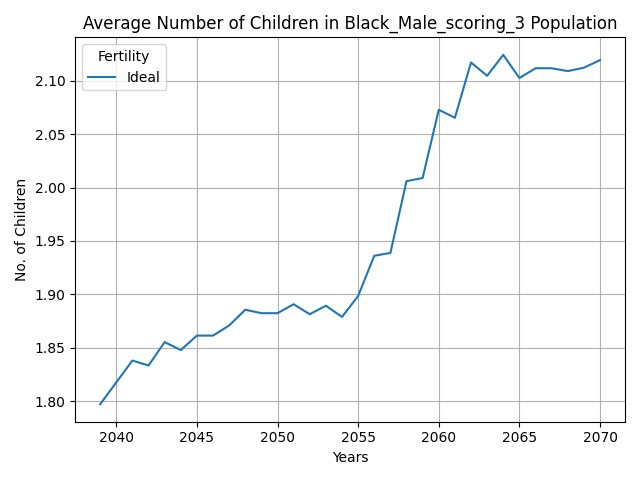 Average Number of Children in Black_Male_scoring_3 Population
Fertility
Ideal
2.10
2.05
2.00
1.95
1.90
1.85
1.80
No. of Children
2040 2045 2050 2055 2060 2065 2070
Years